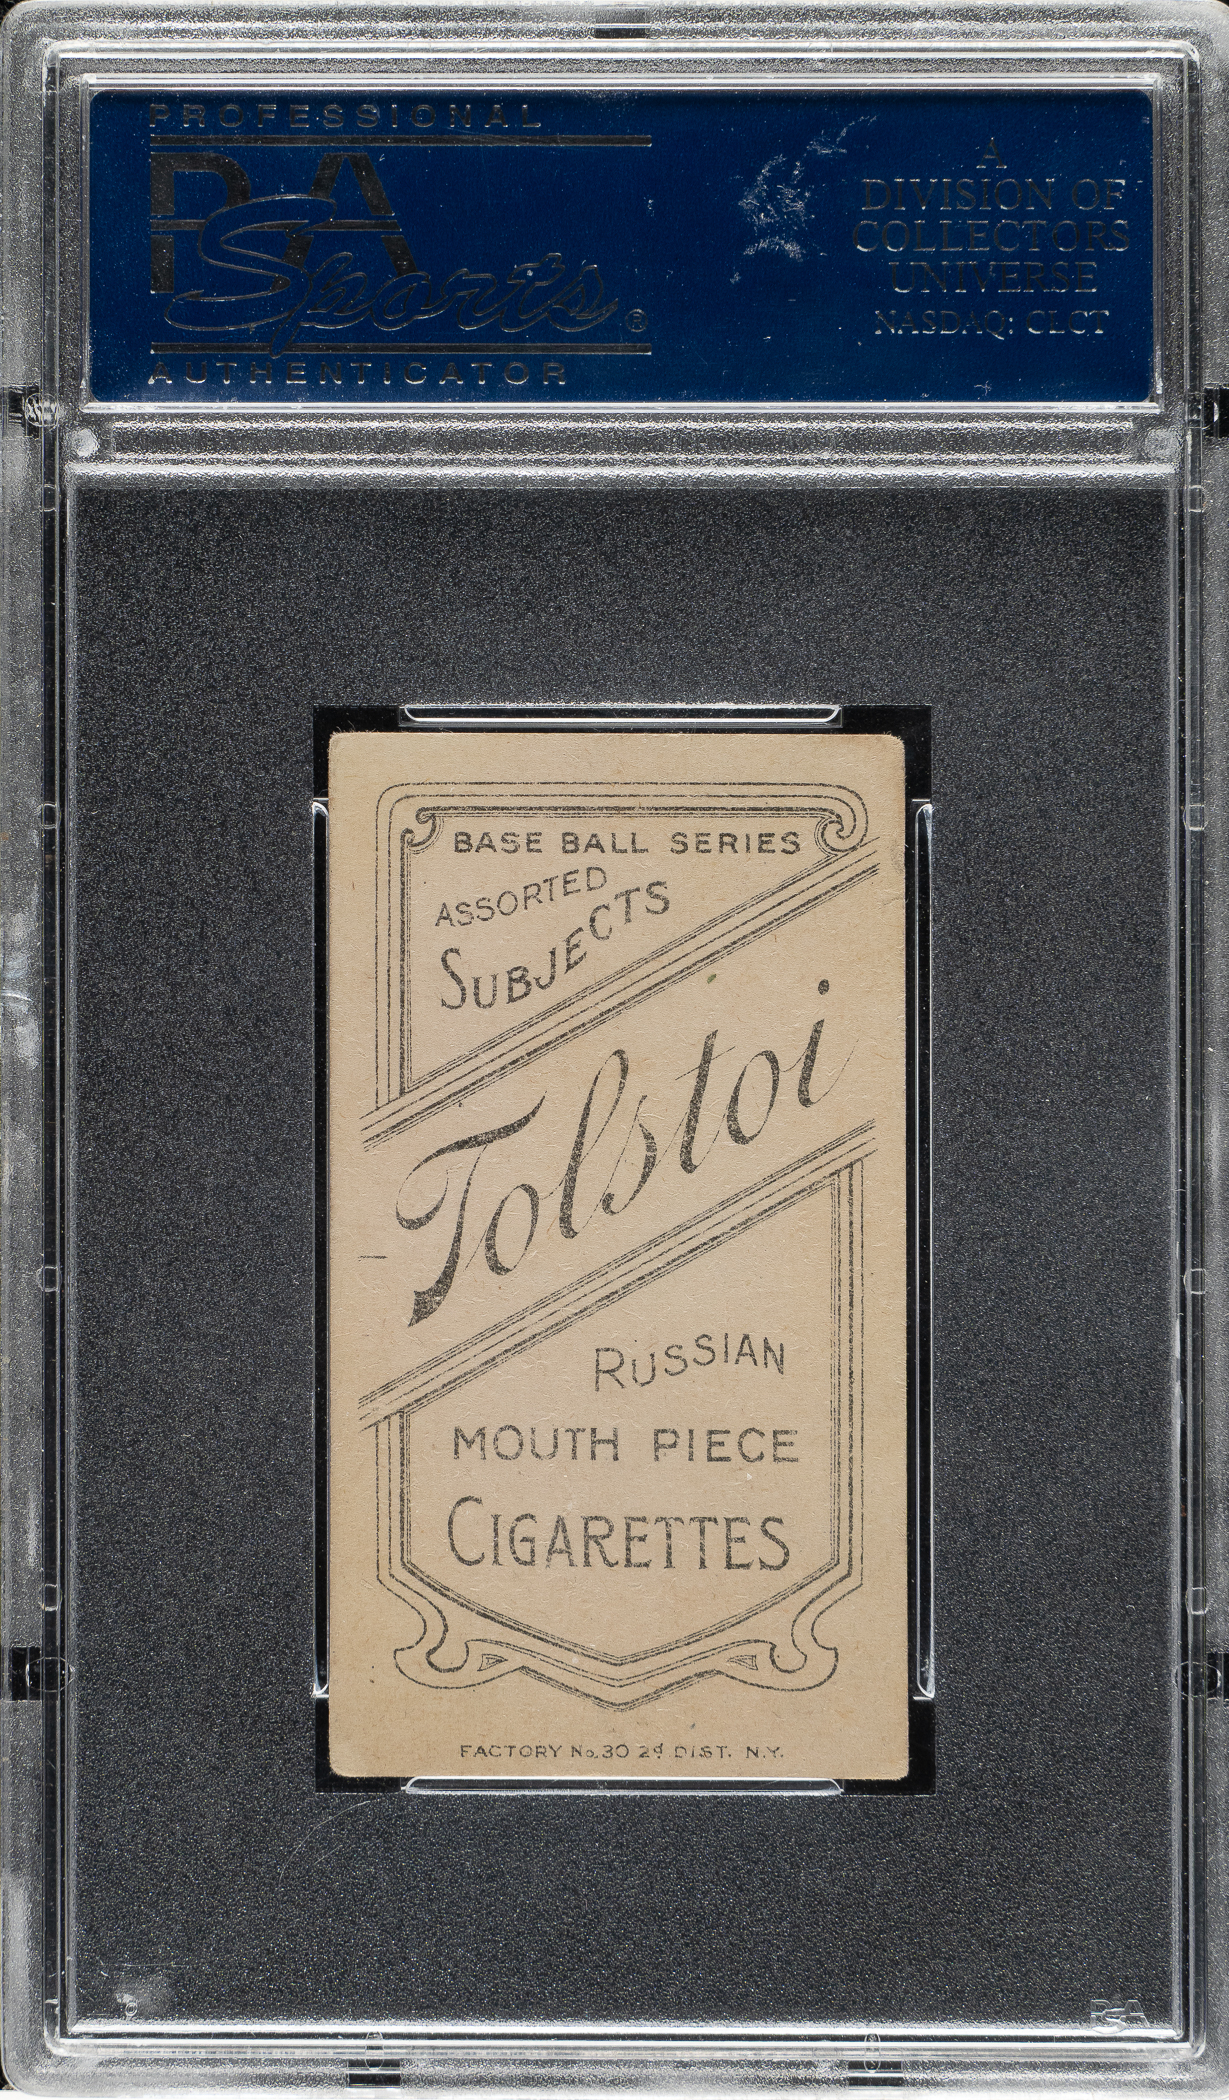 PROFESSIONAL
PSA
Sports®
AUTHENTICATOR
A
DIVISION OF
COLLECTORS
UNIVERSE
NASDAQ: CLCT
BASE BALL SERIES
ASSORTED
SUBJECTS
Tolstoi
RUSSIAN
MOUTH PIECE
CIGARETTES
FACTORY No. 30 2d DIST. N.Y.
PSA